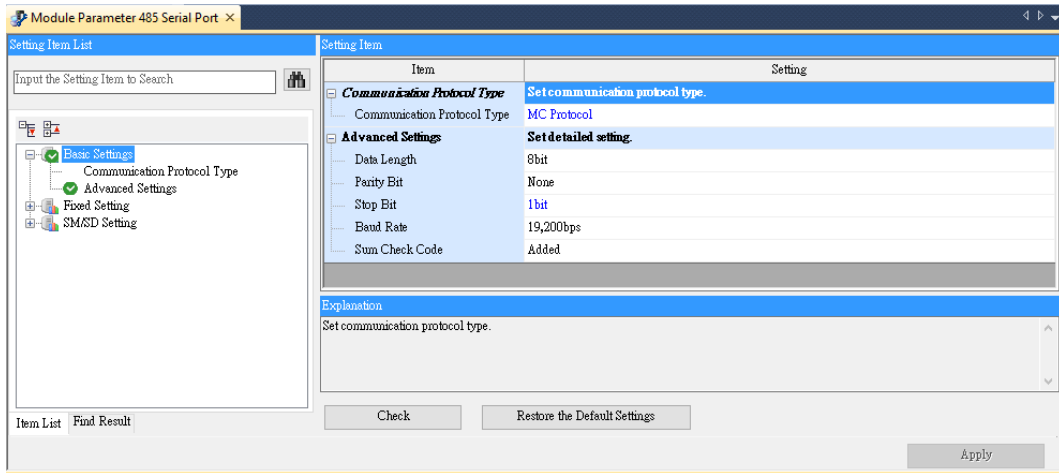 Module Parameter 485 Serial Port
Setting Item List
Input the Setting Item to Search
Basic Settings
Communication Protocol Type
Advanced Settings
Fixed Setting
SM/SD Setting
Item List Find Result
Setting Item
Item Setting
Communication Protocol Type Set communication protocol type.
Communication Protocol Type MC Protocol
Advanced Settings Set detailed setting.
Data Length 8bit
Parity Bit None
Stop Bit 1bit
Baud Rate 19,200bps
Sum Check Code Added
Explanation
Set communication protocol type.
Check Restore the Default Settings
Apply